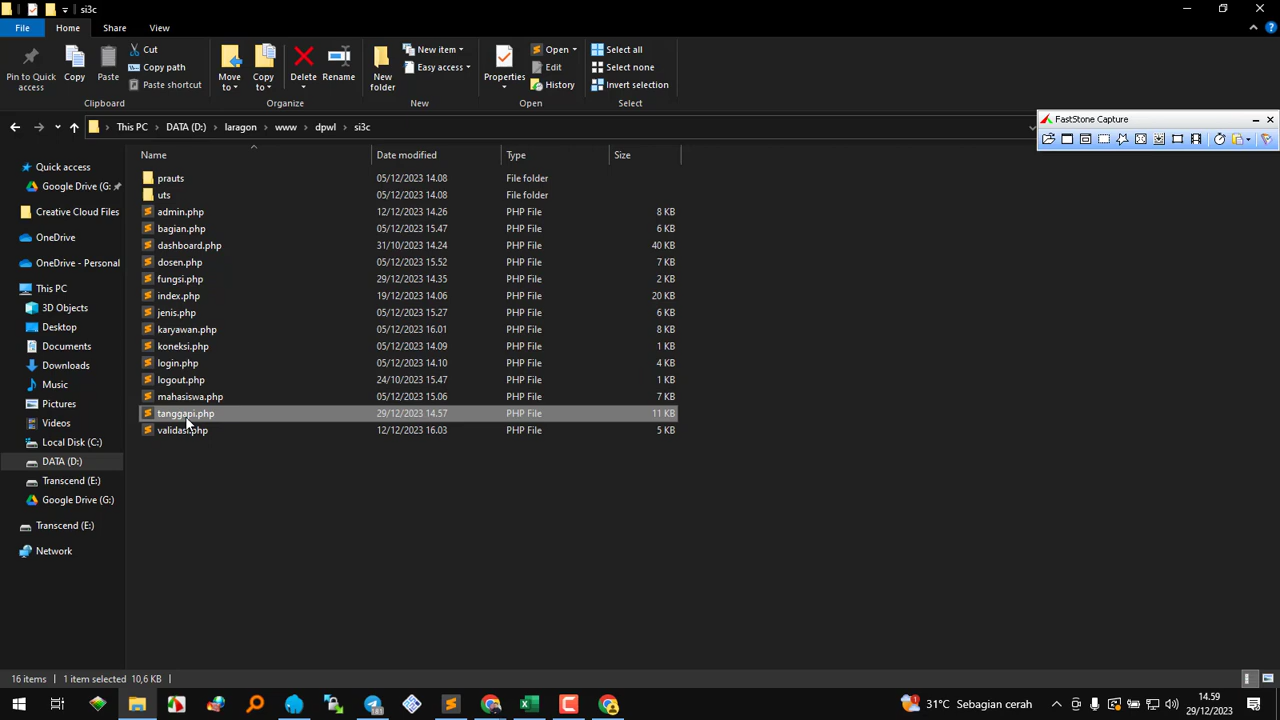 si3c
File Home Share View
Pin to Quick access
Copy
Paste
Cut
Copy path
Paste shortcut
Clipboard
Move to
Copy to
Delete
Rename
Organize
New folder
New item
Easy access
New
Properties
Open
Edit
History
Open
Select all
Select none
Invert selection
Select
This PC DATA (D:) laragon www dpwl si3c
FastStone Capture
Name Date modified Type Size
prauts 05/12/2023 14.08 File folder
uts 05/12/2023 14.08 File folder
admin.php 12/12/2023 14.26 PHP File 8 KB
bagian.php 05/12/2023 15.47 PHP File 6 KB
dashboard.php 31/10/2023 14.24 PHP File 40 KB
dosen.php 05/12/2023 15.52 PHP File 7 KB
fungsi.php 29/12/2023 14.35 PHP File 2 KB
index.php 19/12/2023 14.06 PHP File 20 KB
jenis.php 05/12/2023 15.27 PHP File 6 KB
karyawan.php 05/12/2023 16.01 PHP File 8 KB
koneksi.php 05/12/2023 14.09 PHP File 1 KB
login.php 05/12/2023 14.10 PHP File 4 KB
logout.php 24/10/2023 15.47 PHP File 1 KB
mahasiswa.php 05/12/2023 15.06 PHP File 7 KB
tanggapi.php 29/12/2023 14.57 PHP File 11 KB
validasi.php 12/12/2023 16.03 PHP File 5 KB
Quick access
Google Drive (G:
Creative Cloud Files
OneDrive
OneDrive - Personal
This PC
3D Objects
Desktop
Documents
Downloads
Music
Pictures
Videos
Local Disk (C:)
DATA (D:)
Transcend (E:)
Google Drive (G:)
Transcend (E:)
Network
16 items 1 item selected 10,6 KB
31°C Sebagian cerah
14.59
29/12/2023